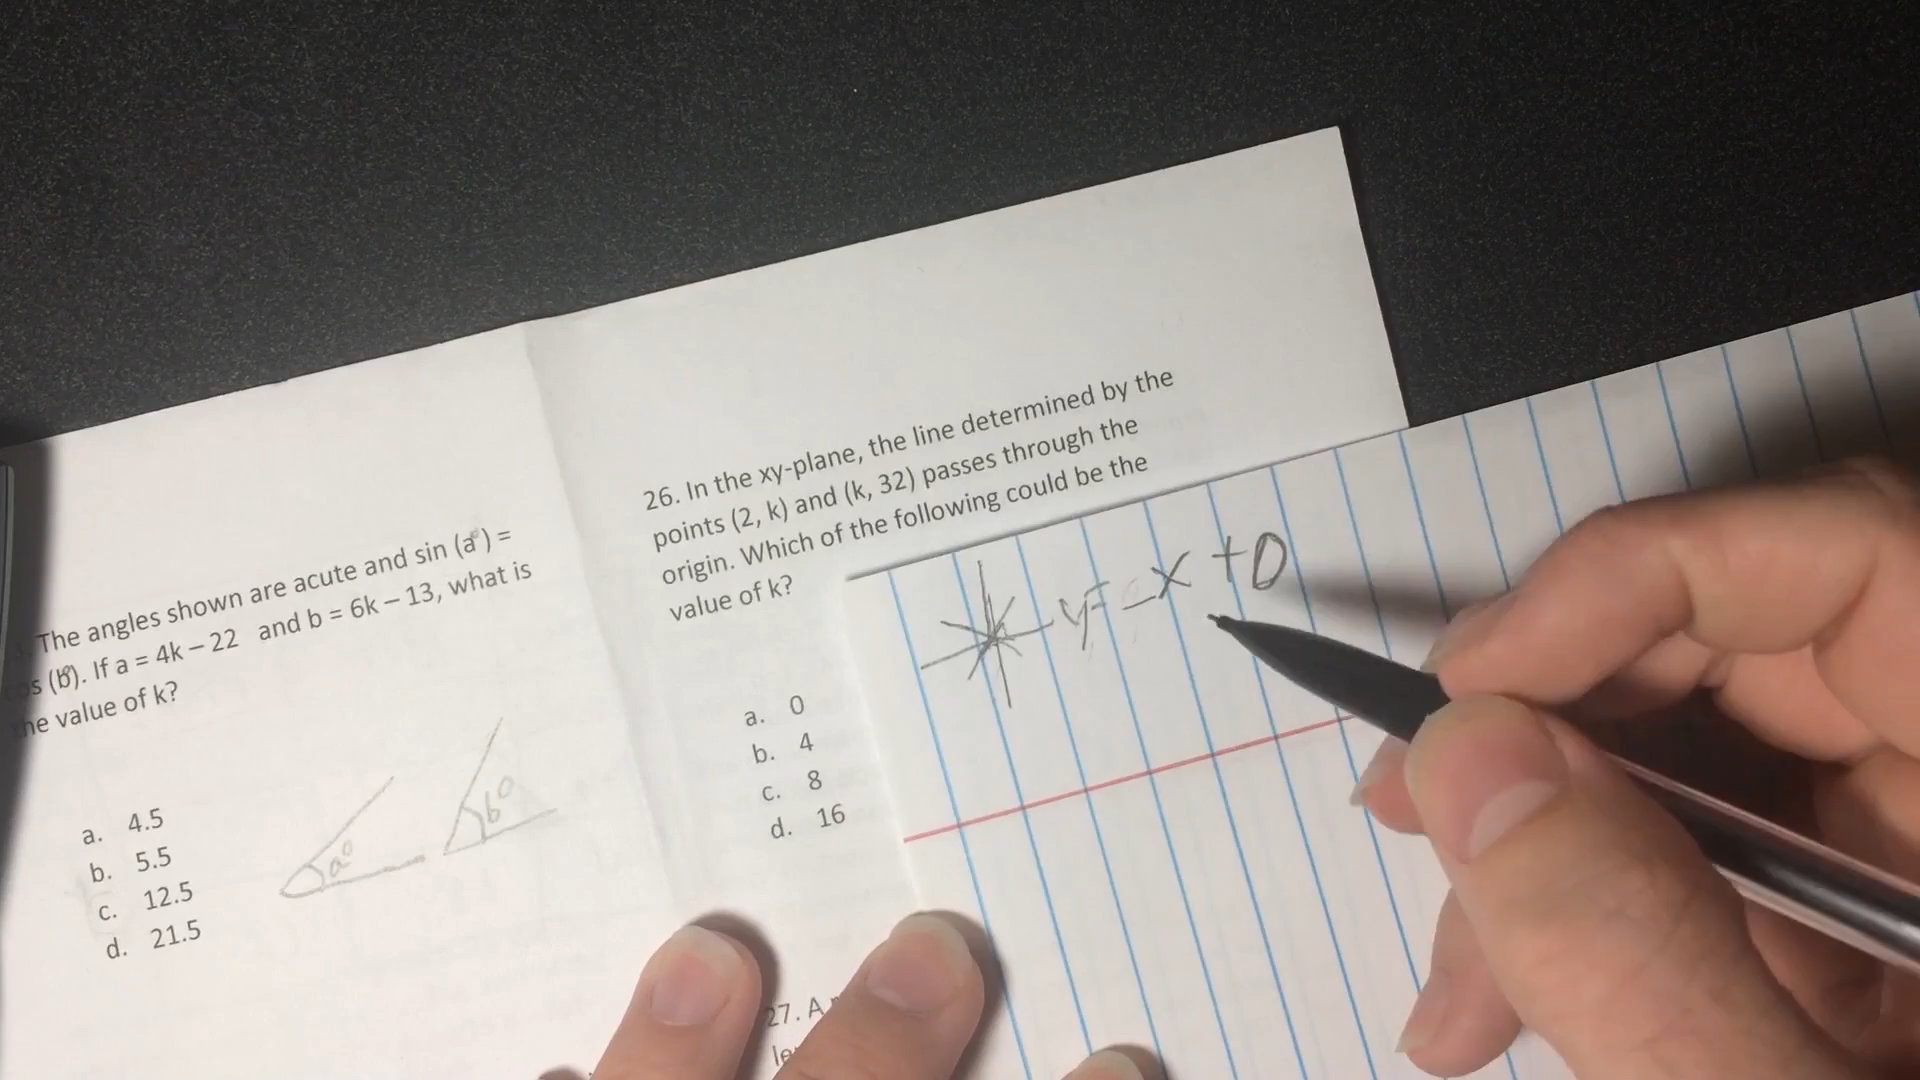 The angles shown are acute and sin (a°) =
os (b°). If a = 4k – 22 and b = 6k – 13, what is
he value of k?
a. 4.5
b. 5.5
c. 12.5
d. 21.5
a°
b°
26. In the xy-plane, the line determined by the
points (2, k) and (k, 32) passes through the
origin. Which of the following could be the
value of k?
a. 0
b. 4
c. 8
d. 16
y= _x +0
27. A
le